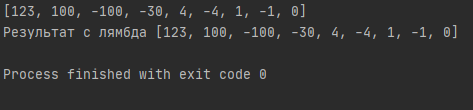 [123, 100, -100, -30, 4, -4, 1, -1, 0]
Результат с лямбда [123, 100, -100, -30, 4, -4, 1, -1, 0]
Process finished with exit code 0